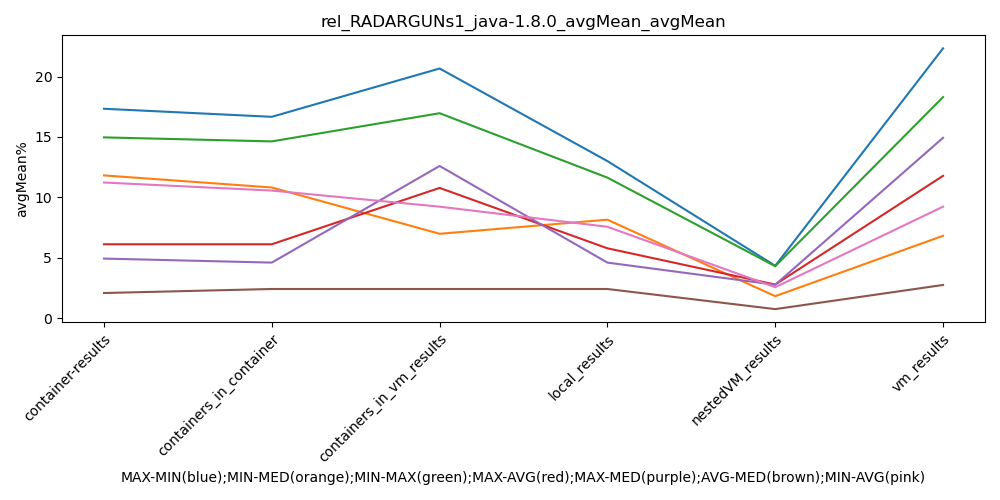 rel_RADARGUNs1_java-1.8.0_avgMean_avgMean
avgMean%
20
15
10
5
0
container-results
containers_in_container
containers_in_vm_results
local_results
nestedVM_results
vm_results
MAX-MIN(blue);MIN-MED(orange);MIN-MAX(green);MAX-AVG(red);MAX-MED(purple);AVG-MED(brown);MIN-AVG(pink)